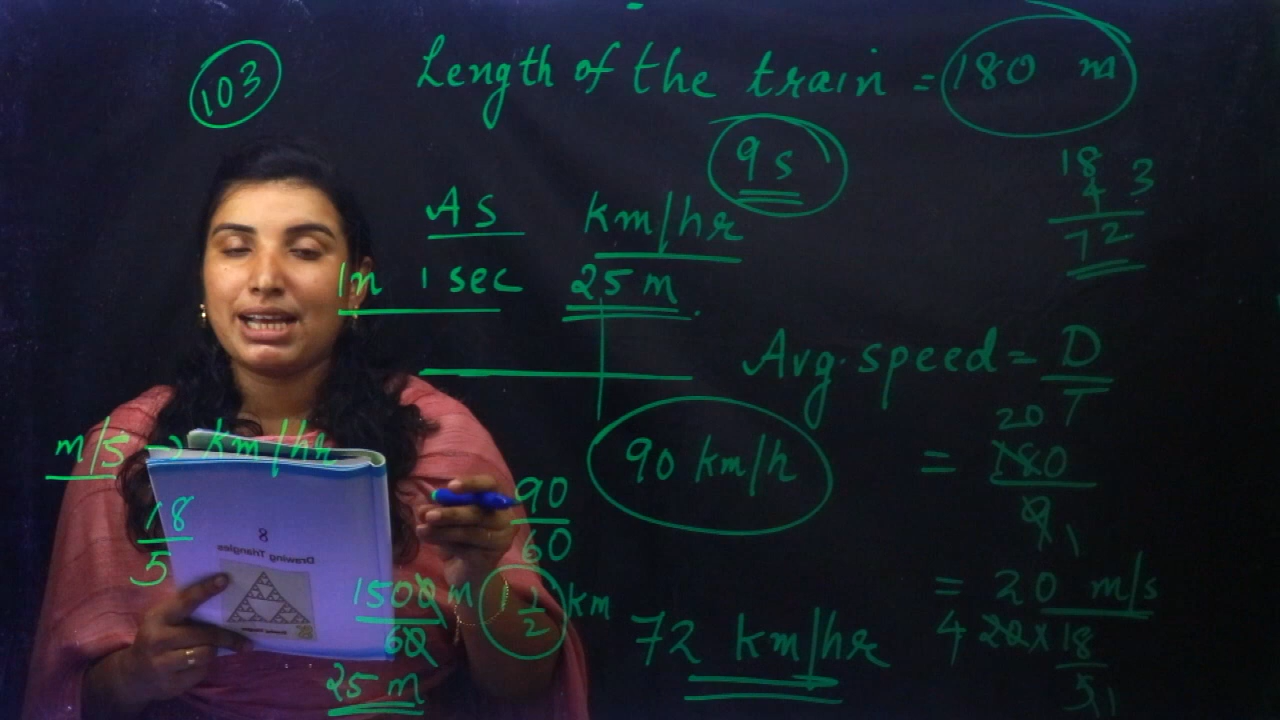 103
Length of the train = 180 m
9 s
18 3
4
72
AS km/hr
In 1 sec 25 m.
Avg. speed = D
T
m/s → km/hr
18
5
90 km/h
20
= 180
9 1
90
60
8
Drawing Triangles
1500 m
60
25 m
1 1/2 km
72 km/hr
= 20 m/s
4 20 x 18
5 1